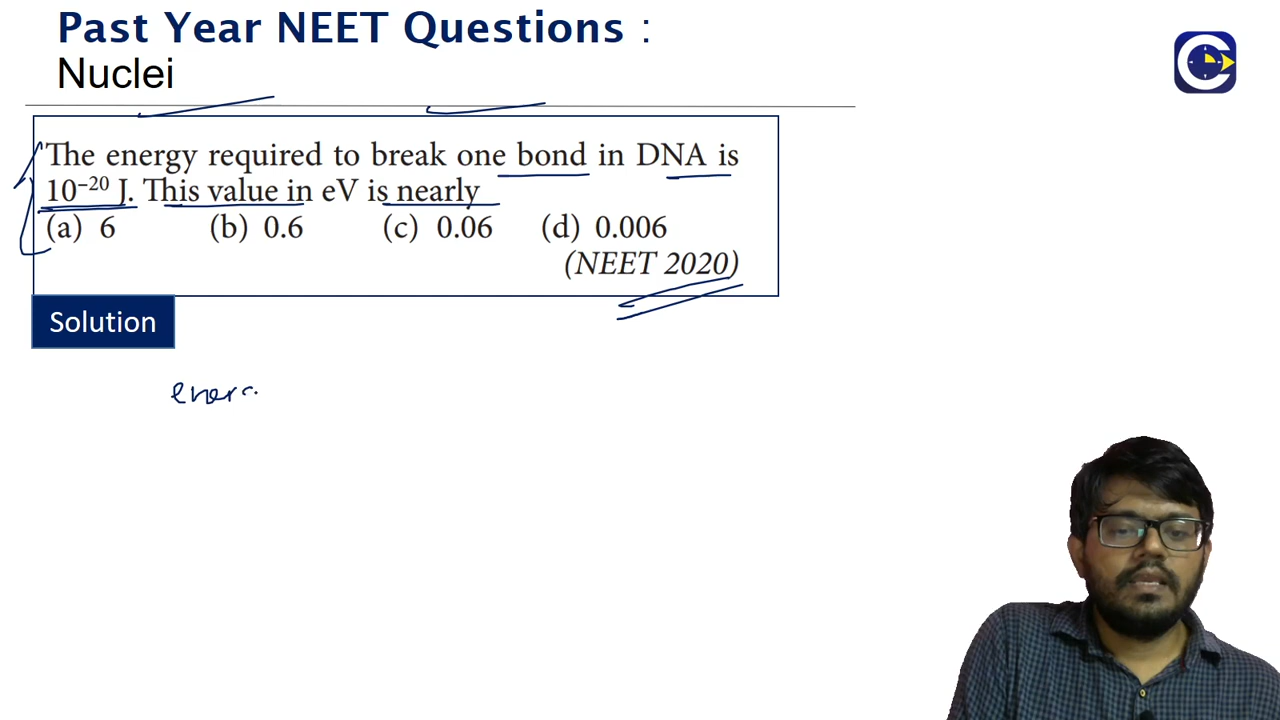 Past Year NEET Questions :
Nuclei
The energy required to break one bond in DNA is
10⁻²⁰ J. This value in eV is nearly
(a) 6 (b) 0.6 (c) 0.06 (d) 0.006
(NEET 2020)
Solution
ener